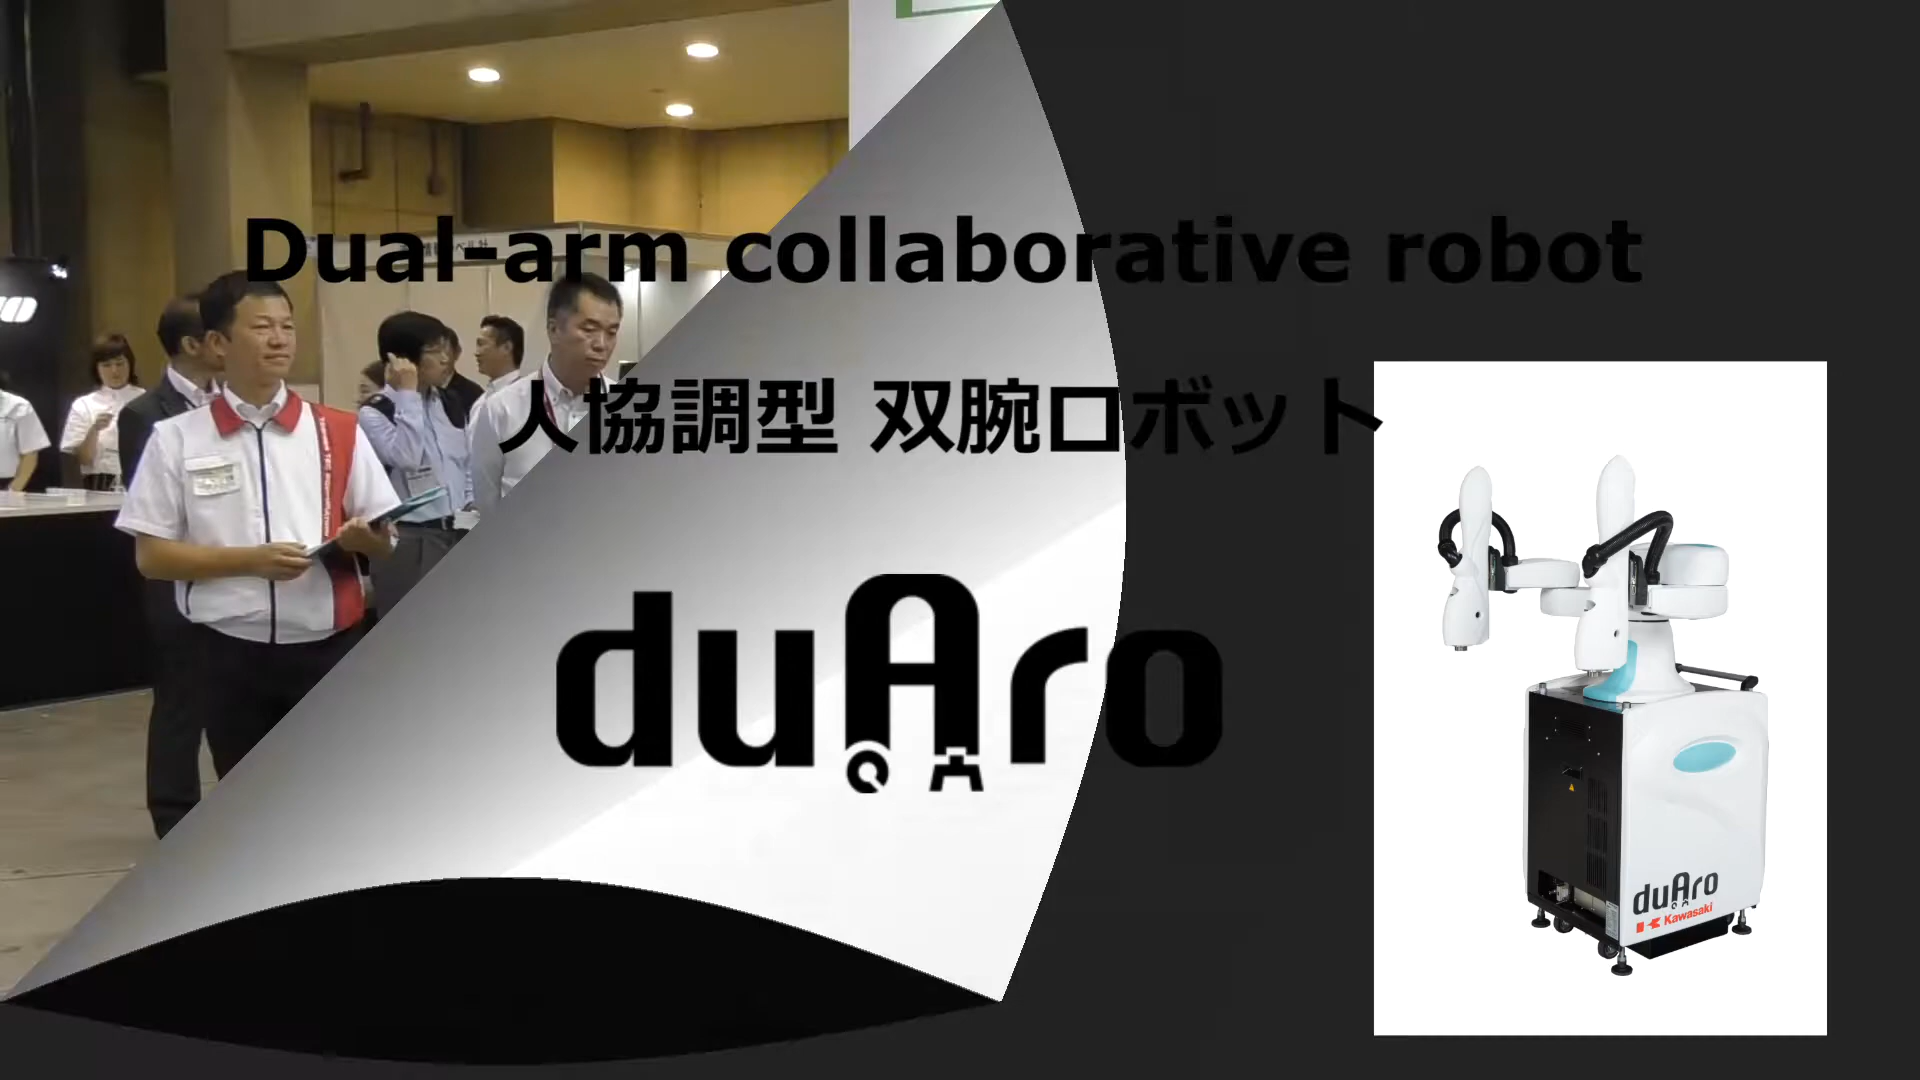 Dual-arm collaborative robot
人協調型 双腕ロボット
duAro
duAro
Kawasaki